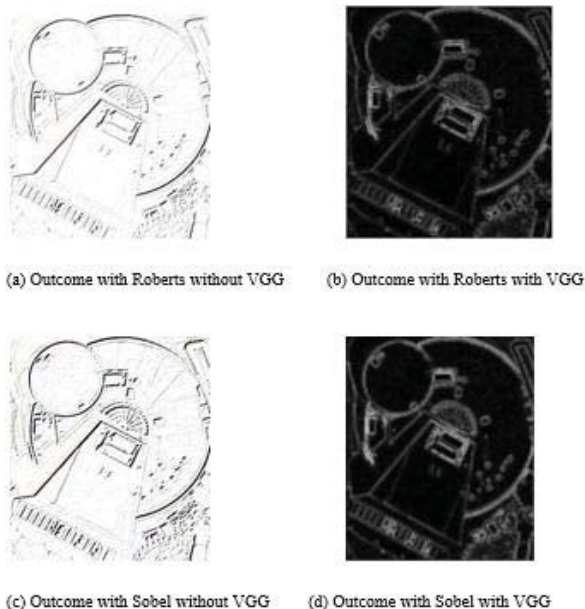 (a) Outcome with Roberts without VGG
(b) Outcome with Roberts with VGG
(c) Outcome with Sobel without VGG
(d) Outcome with Sobel with VGG